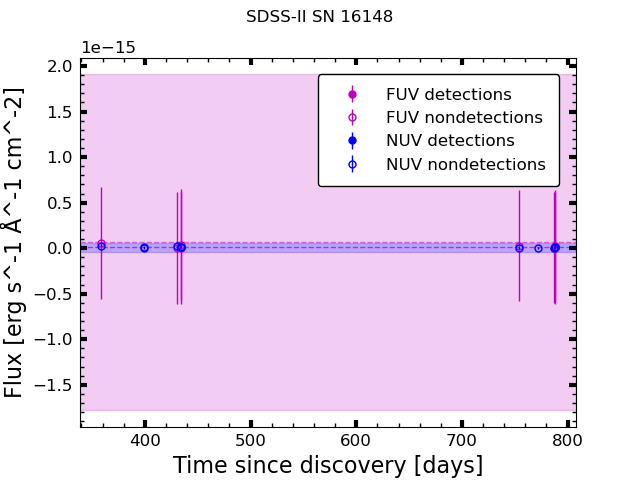 SDSS-II SN 16148
1e−15
FUV detections
FUV nondetections
NUV detections
NUV nondetections
2.0
1.5
1.0
0.5
0.0
−0.5
−1.0
−1.5
Flux [erg s^-1 Å^-1 cm^-2]
400 500 600 700 800
Time since discovery [days]